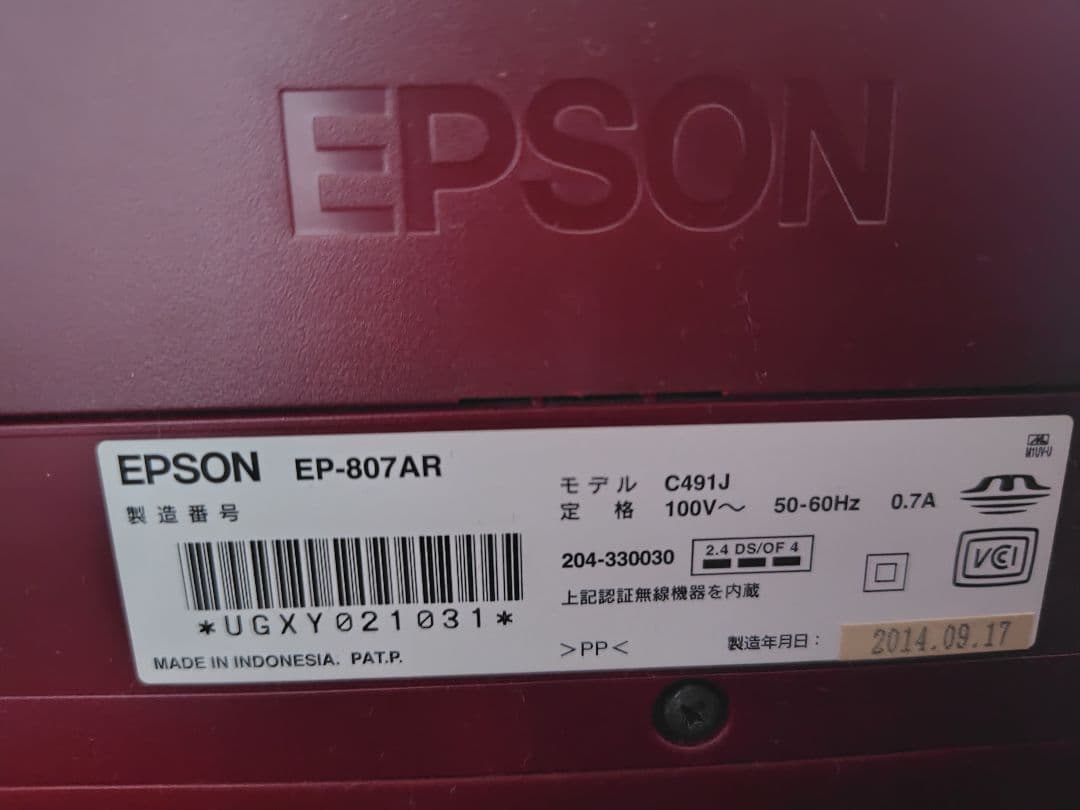 EPSON
EPSON EP-807AR
製造番号
*UGXY021031*
MADE IN INDONESIA. PAT.P.
モデル C491J
定格 100V～ 50-60Hz 0.7A
204-330030 2.4 DS/OF 4
上記認証無線機器を内蔵
>PP<
製造年月日： 2014.09.17
M1UV-U
VCI